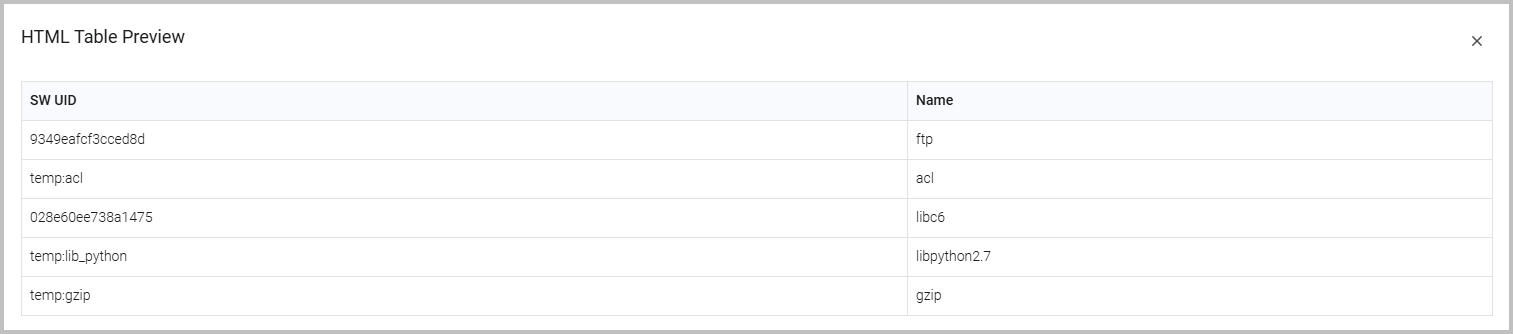 HTML Table Preview
SW UID Name
9349eafcf3cced8d ftp
temp:acl acl
028e60ee738a1475 libc6
temp:lib_python libpython2.7
temp:gzip gzip